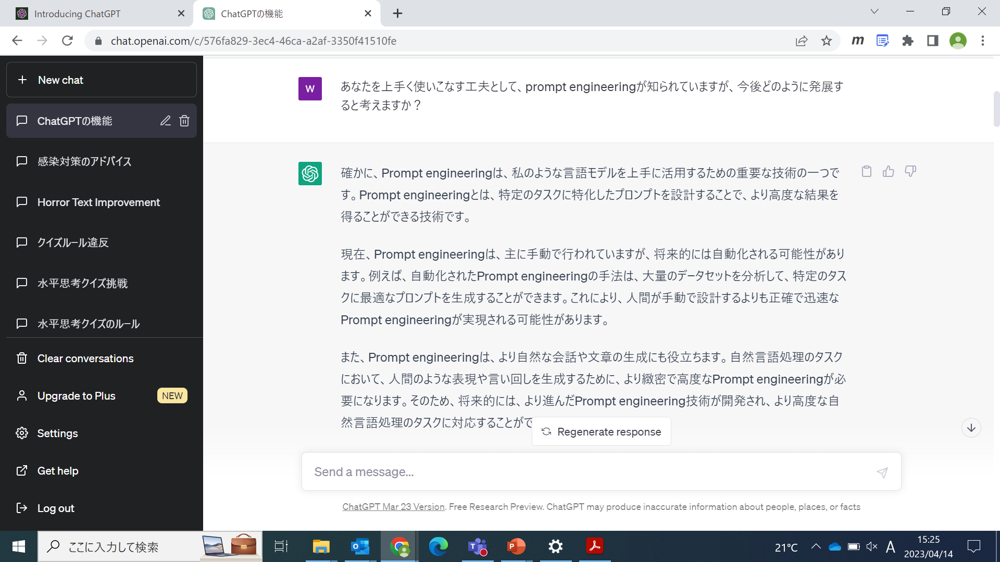 Introducing ChatGPT
ChatGPTの機能
chat.openai.com/c/576fa829-3ec4-46ca-a2af-3350f41510fe
m
New chat
ChatGPTの機能
感染対策のアドバイス
Horror Text Improvement
クイズルール違反
水平思考クイズ挑戦
水平思考クイズのルール
Clear conversations
Upgrade to Plus
NEW
Settings
Get help
Log out
W
あなたを上手く使いこなす工夫として、prompt engineeringが知られていますが、今後どのように発展す
ると考えますか？
確かに、Prompt engineeringは、私のような言語モデルを上手に活用するための重要な技術の一つで
す。Prompt engineeringとは、特定のタスクに特化したプロンプトを設計することで、より高度な結果を
得ることができる技術です。
現在、Prompt engineeringは、主に手動で行われていますが、将来的には自動化される可能性があり
ます。例えば、自動化されたPrompt engineeringの手法は、大量のデータセットを分析して、特定のタス
クに最適なプロンプトを生成することができます。これにより、人間が手動で設計するよりも正確で迅速な
Prompt engineeringが実現される可能性があります。
また、Prompt engineeringは、より自然な会話や文章の生成にも役立ちます。自然言語処理のタスク
において、人間のような表現や言い回しを生成するために、より緻密で高度なPrompt engineeringが必
要になります。そのため、将来的には、より進んだPrompt engineering技術が開発され、より高度な自
然言語処理のタスクに対応することがで
Regenerate response
Send a message...
ChatGPT Mar 23 Version. Free Research Preview. ChatGPT may produce inaccurate information about people, places, or facts
ここに入力して検索
21°C
A
15:25
2023/04/14